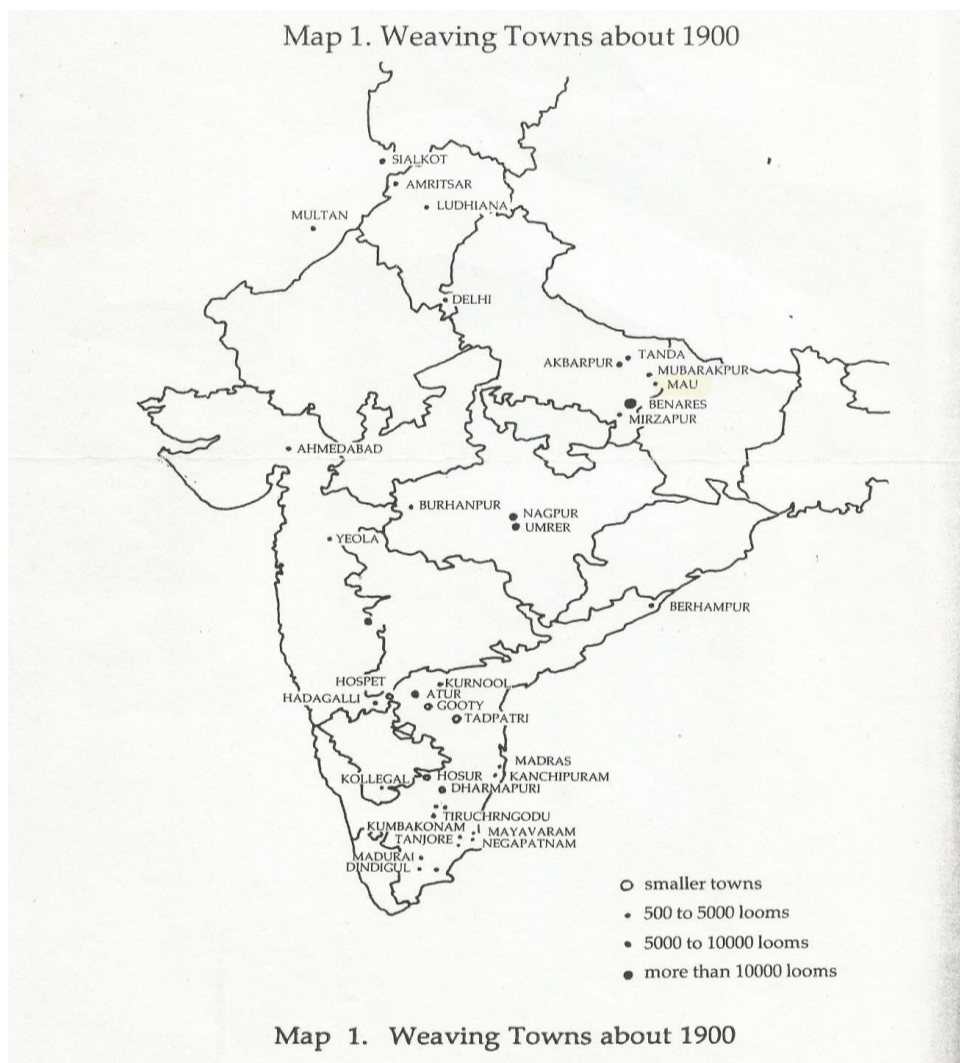 Map 1. Weaving Towns about 1900
SIALKOT
AMRITSAR
LUDHIANA
MULTAN
DELHI
TANDA
AKBARPUR
MUBARAKPUR
MAU
BENARES
MIRZAPUR
AHMEDABAD
BURHANPUR
NAGPUR
UMRER
YEOLA
BERHAMPUR
HOSPET
KURNOOL
HADAGALLI
ATUR
GOOTY
TADPATRI
MADRAS
KOLLEGAL
HOSUR
KANCHIPURAM
DHARMAPURI
TIRUCHRNGODU
KUMBAKONAM
MAYAVARAM
TANJORE
NEGAPATNAM
MADURAI
DINDIGUL
smaller towns
500 to 5000 looms
5000 to 10000 looms
more than 10000 looms
Map 1. Weaving Towns about 1900